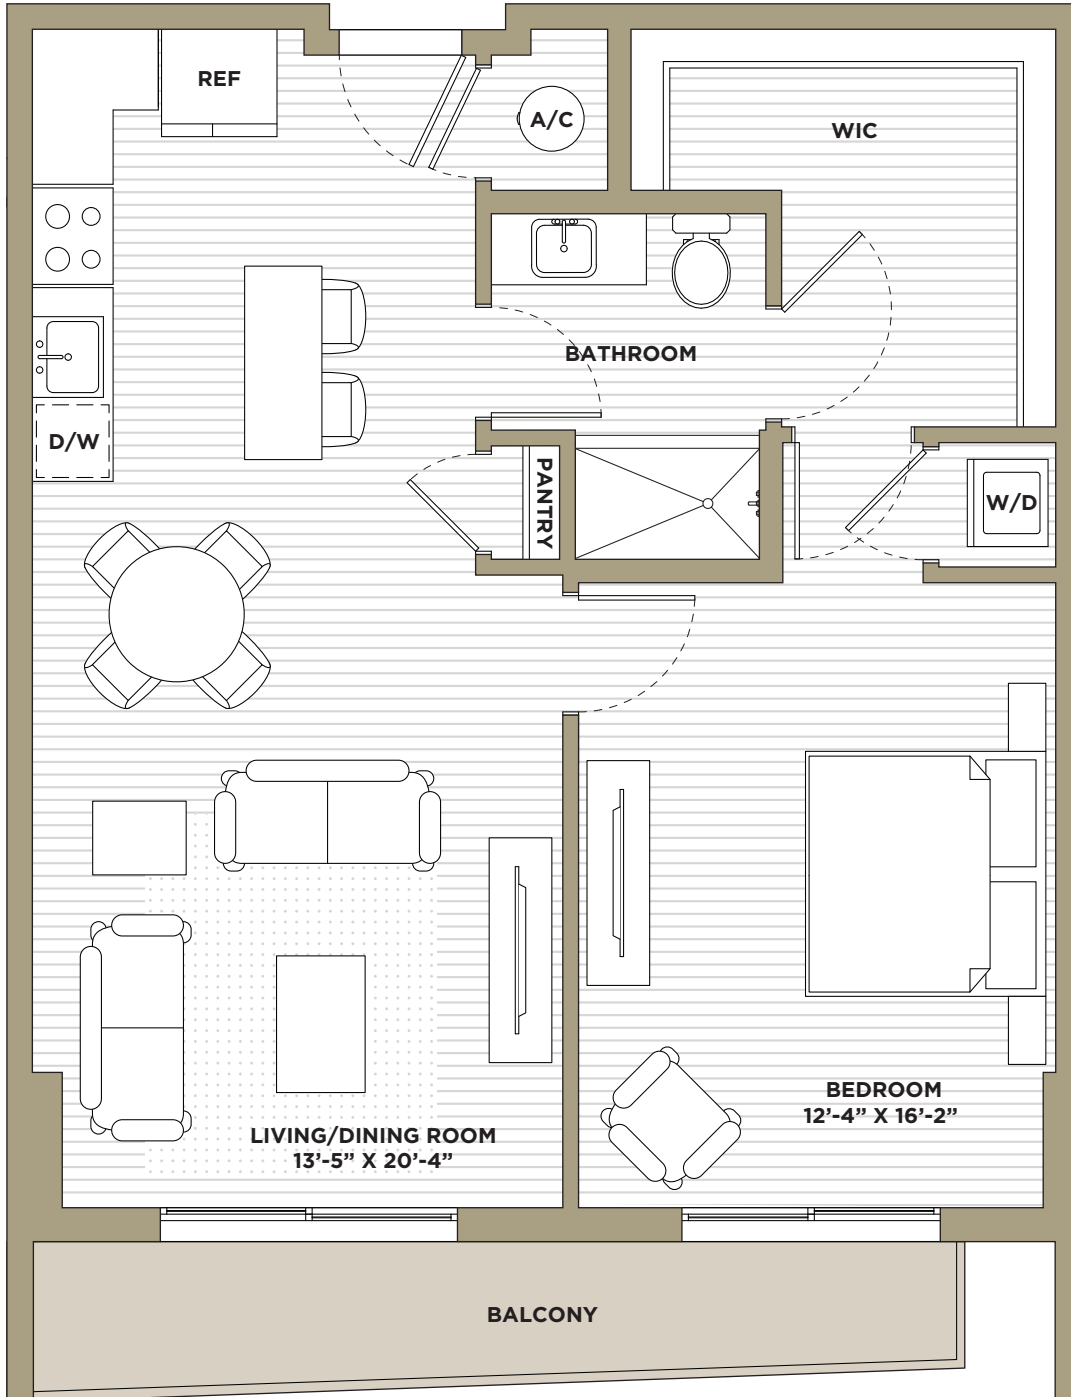 REF
A/C
WIC
BATHROOM
D/W
PANTRY
W/D
BEDROOM
12’-4” X 16’-2”
LIVING/DINING ROOM
13’-5” X 20’-4”
BALCONY